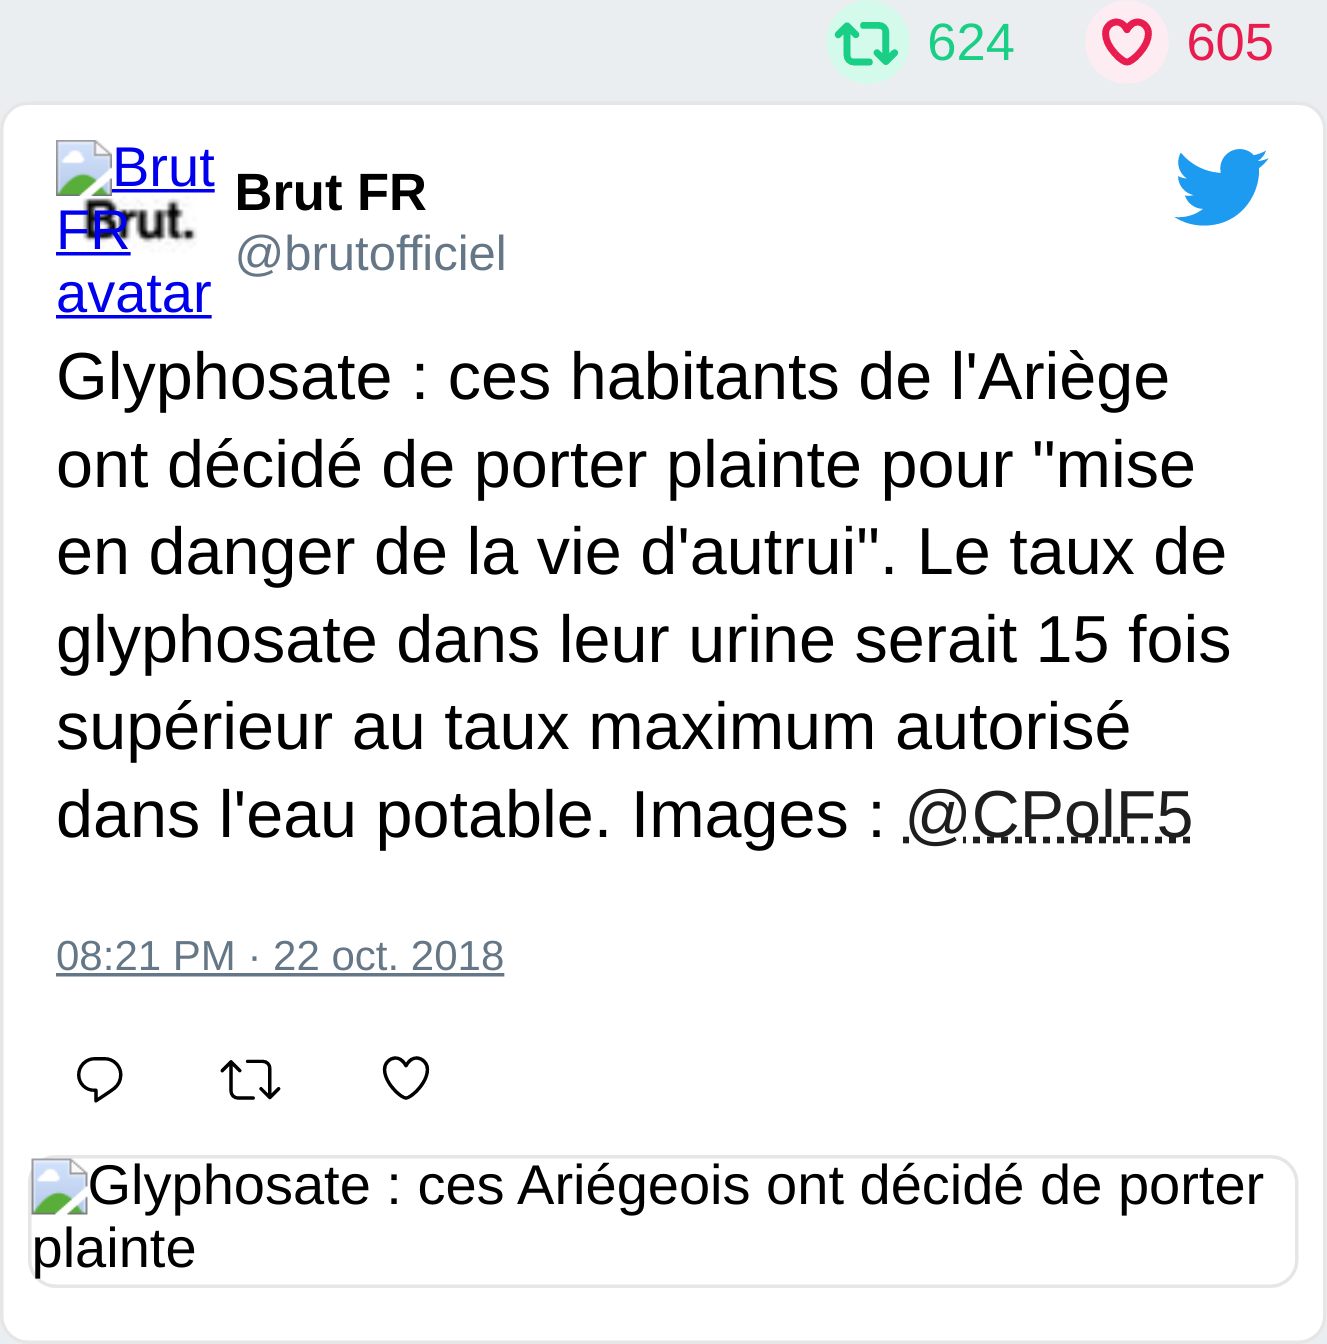 624 605
Brut
FR
avatar
Brut.
Brut FR
@brutofficiel
Glyphosate : ces habitants de l'Ariège
ont décidé de porter plainte pour "mise
en danger de la vie d'autrui". Le taux de
glyphosate dans leur urine serait 15 fois
supérieur au taux maximum autorisé
dans l'eau potable. Images : @CPolF5
08:21 PM · 22 oct. 2018
Glyphosate : ces Ariégeois ont décidé de porter
plainte